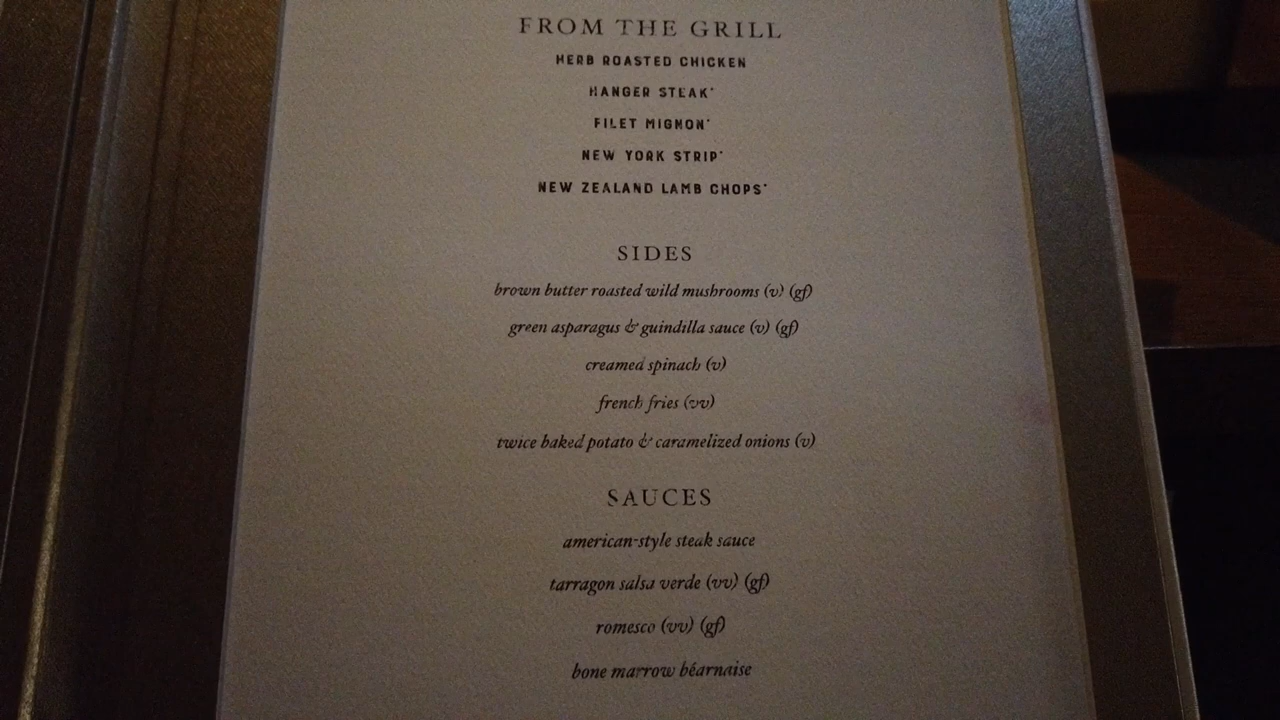 FROM THE GRILL
HERB ROASTED CHICKEN
HANGER STEAK*
FILET MIGNON*
NEW YORK STRIP*
NEW ZEALAND LAMB CHOPS*
SIDES
brown butter roasted wild mushrooms (v) (gf)
green asparagus & guindilla sauce (v) (gf)
creamed spinach (v)
french fries (vv)
twice baked potato & caramelized onions (v)
SAUCES
american-style steak sauce
tarragon salsa verde (vv) (gf)
romesco (vv) (gf)
bone marrow béarnaise